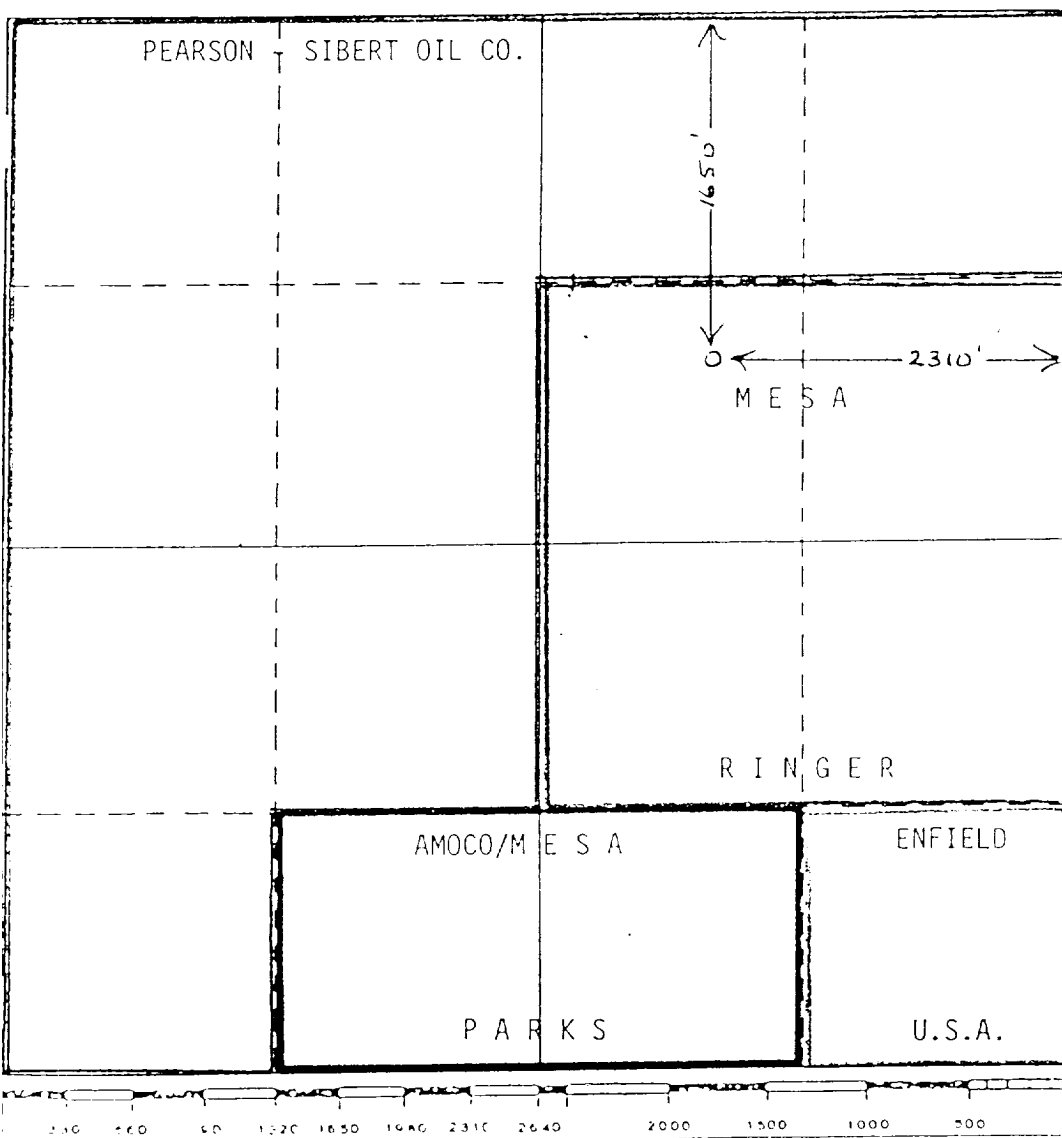 PEARSON - SIBERT OIL CO.
1650'
2310'
MESA
RINGER
AMOCO/MESA
ENFIELD
PARKS
U.S.A.
1320 1650 1980 2310 2640 2000 1500 1000 500